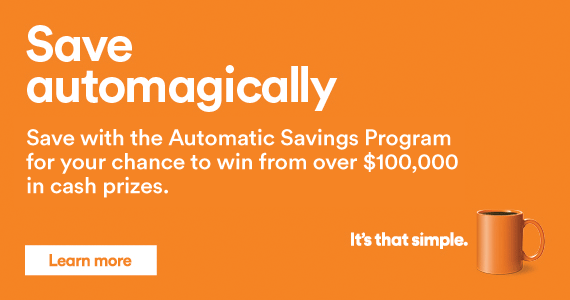 Save
automagically
Save with the Automatic Savings Program
for your chance to win from over $100,000
in cash prizes.
It's that simple.
Learn more